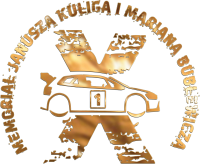 MEMORIAŁ JANUSZA KULIGA I MARIANA BUBLEWICZA
X
1